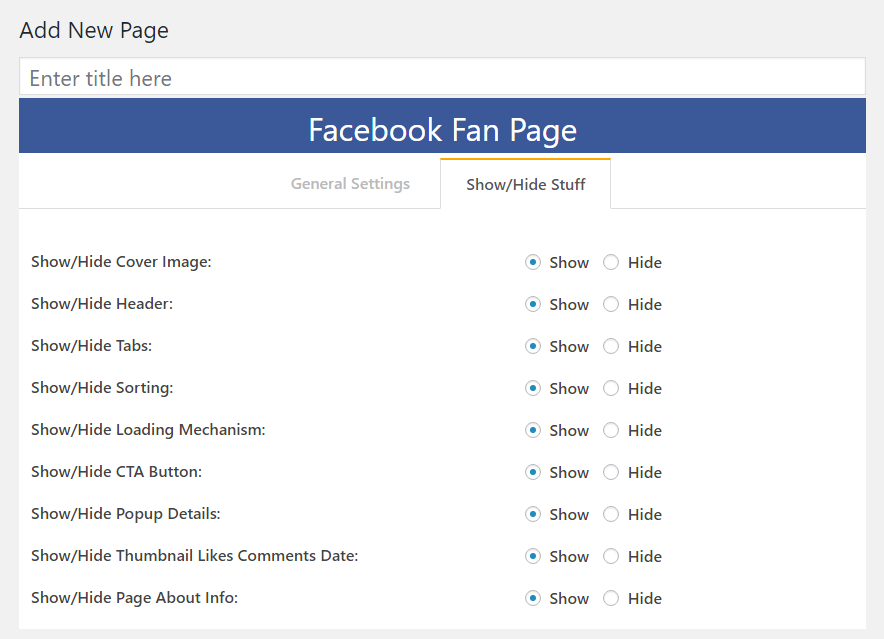 Add New Page
Enter title here
Facebook Fan Page
General Settings Show/Hide Stuff
Show/Hide Cover Image: Show Hide
Show/Hide Header: Show Hide
Show/Hide Tabs: Show Hide
Show/Hide Sorting: Show Hide
Show/Hide Loading Mechanism: Show Hide
Show/Hide CTA Button: Show Hide
Show/Hide Popup Details: Show Hide
Show/Hide Thumbnail Likes Comments Date: Show Hide
Show/Hide Page About Info: Show Hide